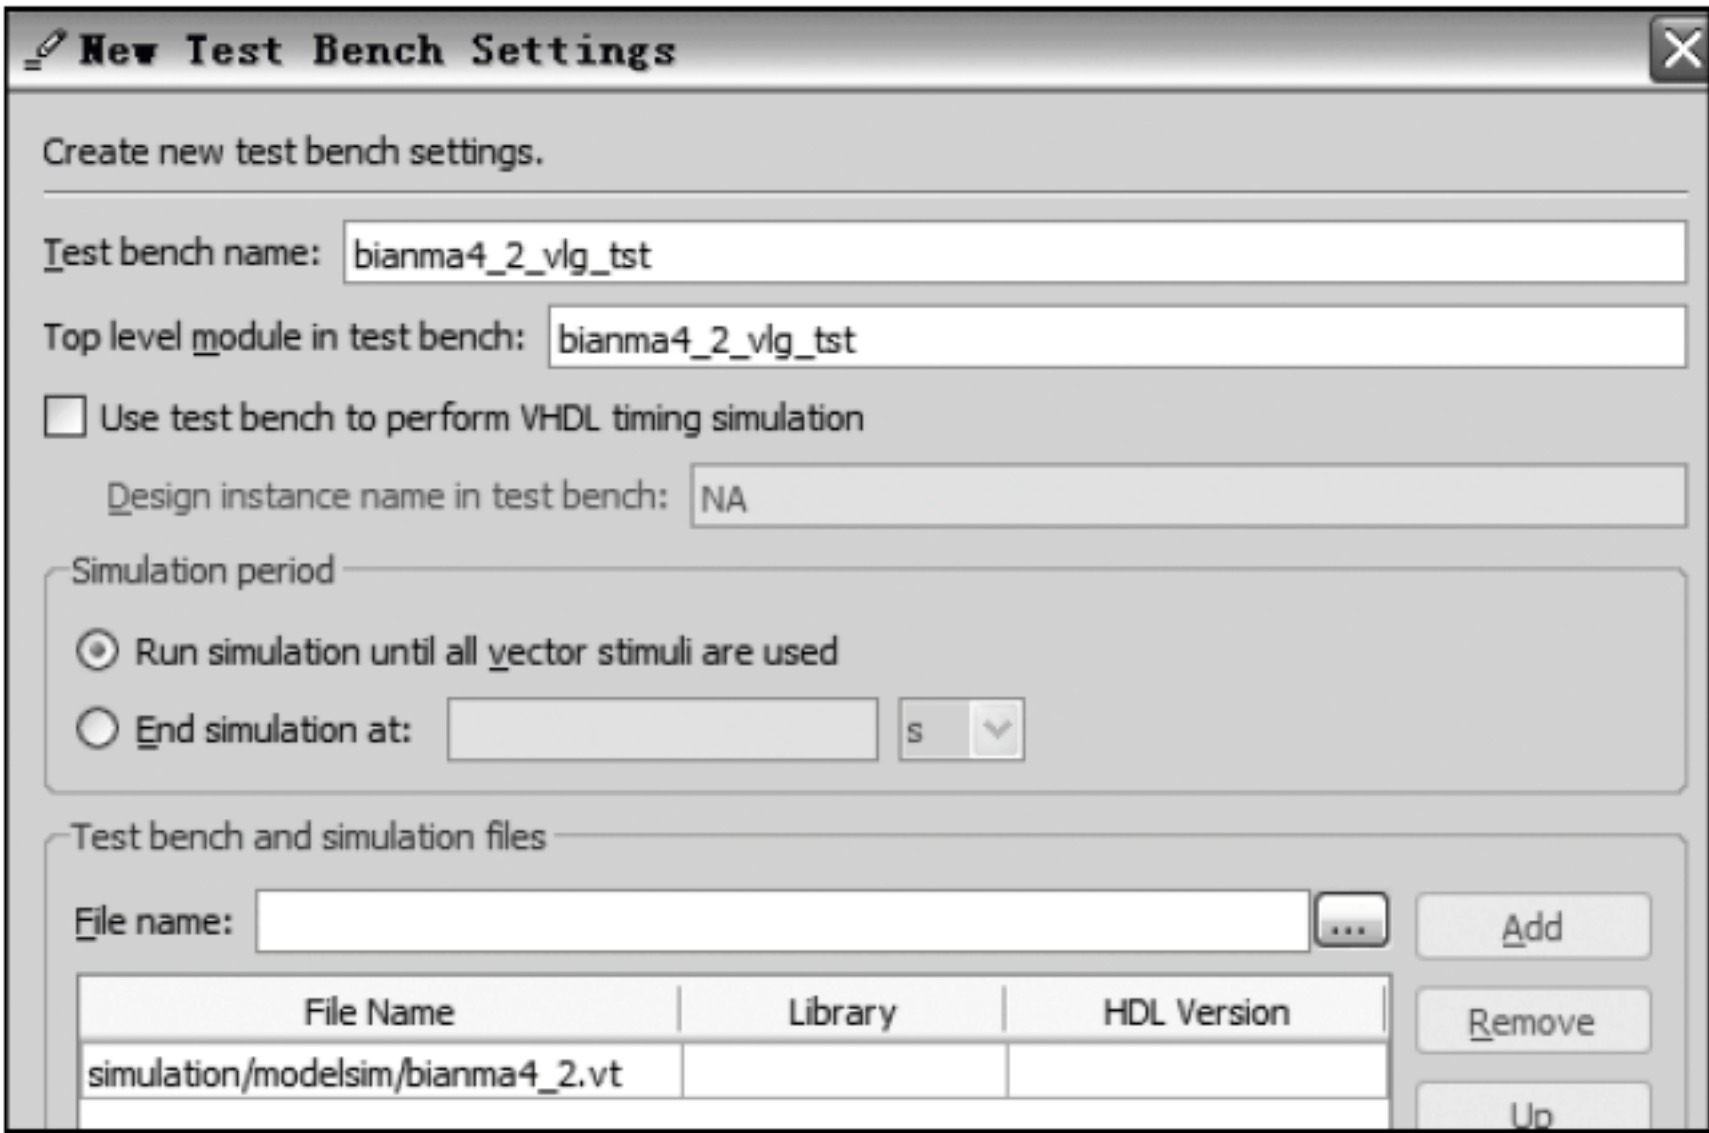 New Test Bench Settings
Create new test bench settings.
Test bench name: bianma4_2_vlg_tst
Top level module in test bench: bianma4_2_vlg_tst
Use test bench to perform VHDL timing simulation
Design instance name in test bench: NA
Simulation period
Run simulation until all vector stimuli are used
End simulation at: s
Test bench and simulation files
File name: ... Add
File Name Library HDL Version Remove
simulation/modelsim/bianma4_2.vt
Up